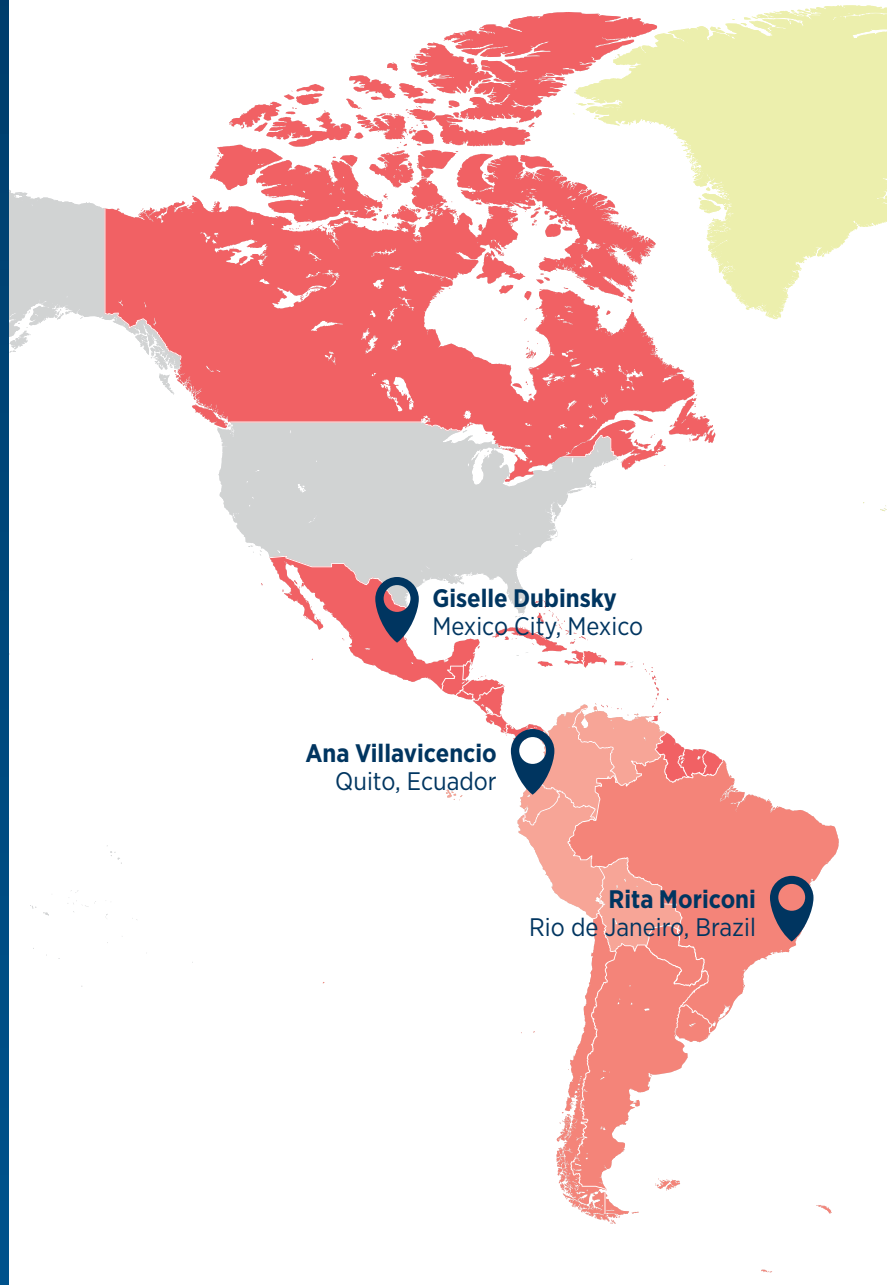 Giselle Dubinsky
Mexico City, Mexico
Ana Villavicencio
Quito, Ecuador
Rita Moriconi
Rio de Janeiro, Brazil